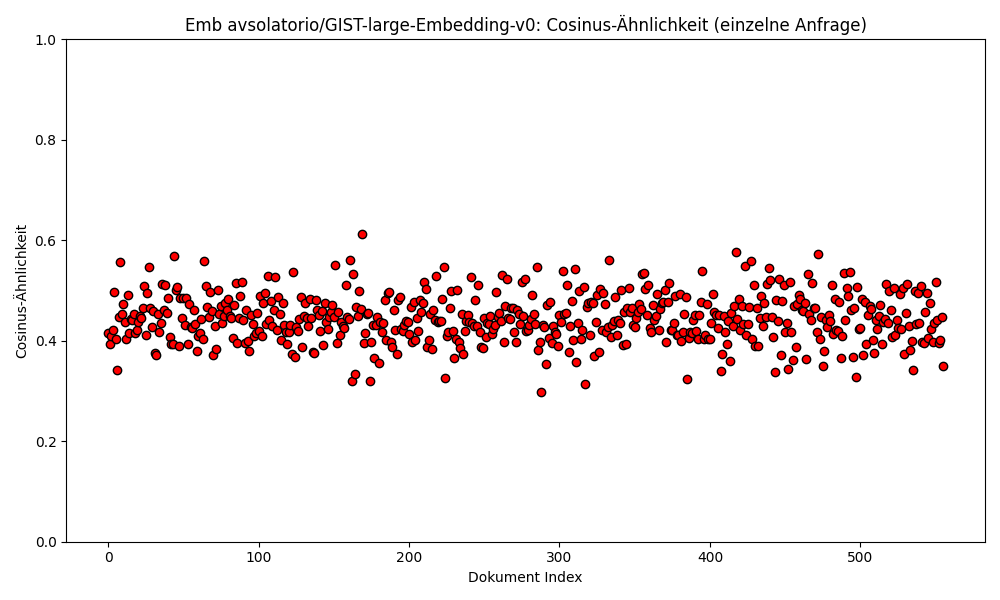 Emb avsolatorio/GIST-large-Embedding-v0: Cosinus-Ähnlichkeit (einzelne Anfrage)
1.0
0.8
0.6
0.4
0.2
0.0
Cosinus-Ähnlichkeit
0 100 200 300 400 500
Dokument Index